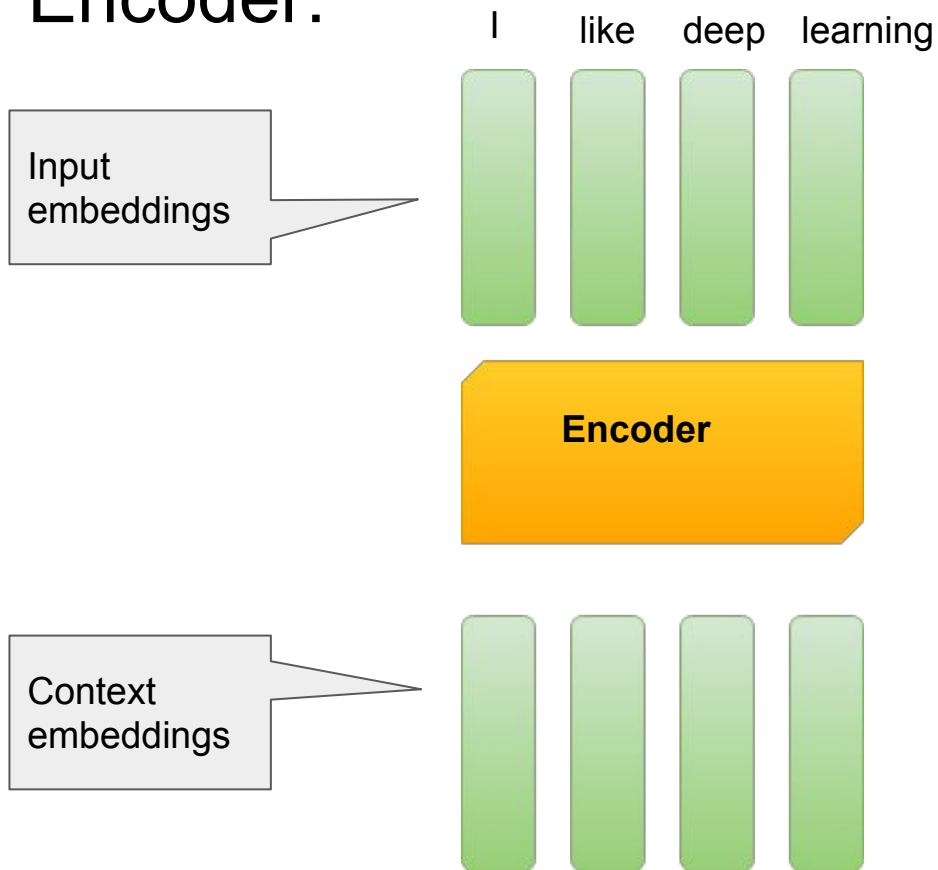 Encoder:
I like deep learning
Input
embeddings
Encoder
Context
embeddings